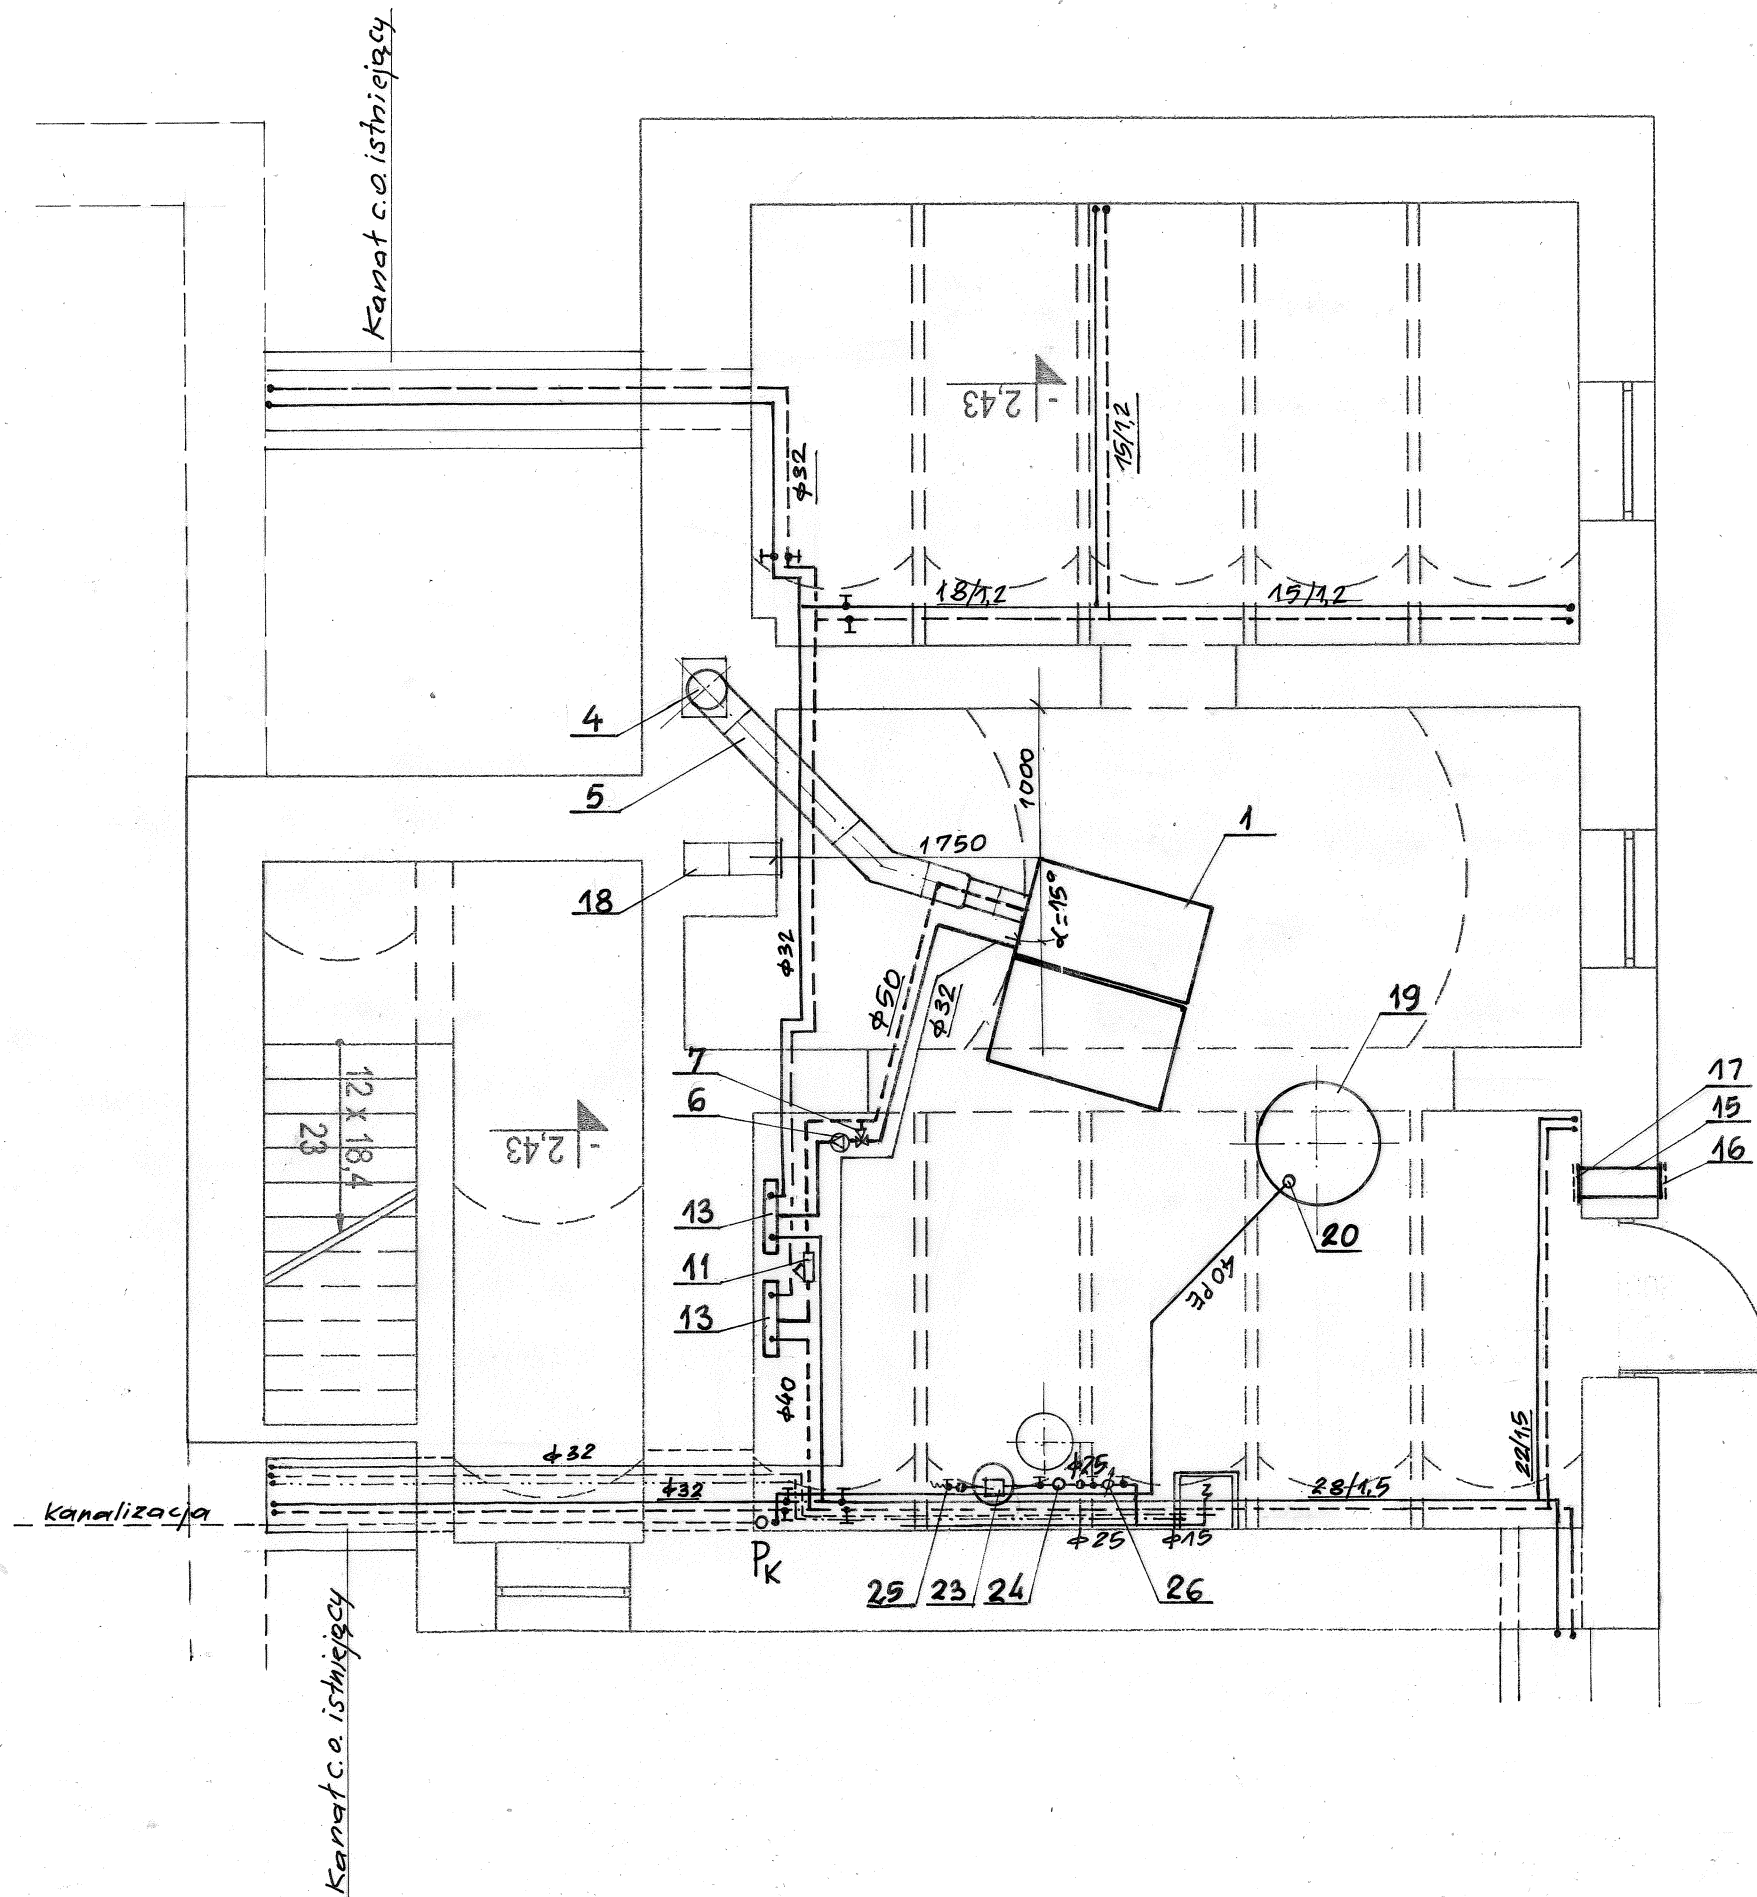 Kanał c.o. istniejący
φ32
- 2,43
15/1,2
18/1,2
15/1,2
4
5
1000
1750
1
18
α=15°
φ32
φ50
φ32
19
7
6
17
15
16
12 x 18,4
23
- 2,43
13
11
13
20
40 PE
φ40
φ32
φ32
φ25
22/1,5
28/1,5
kanalizacja
PK
φ25
φ15
25
23
24
26
Kanał c.o. istniejący